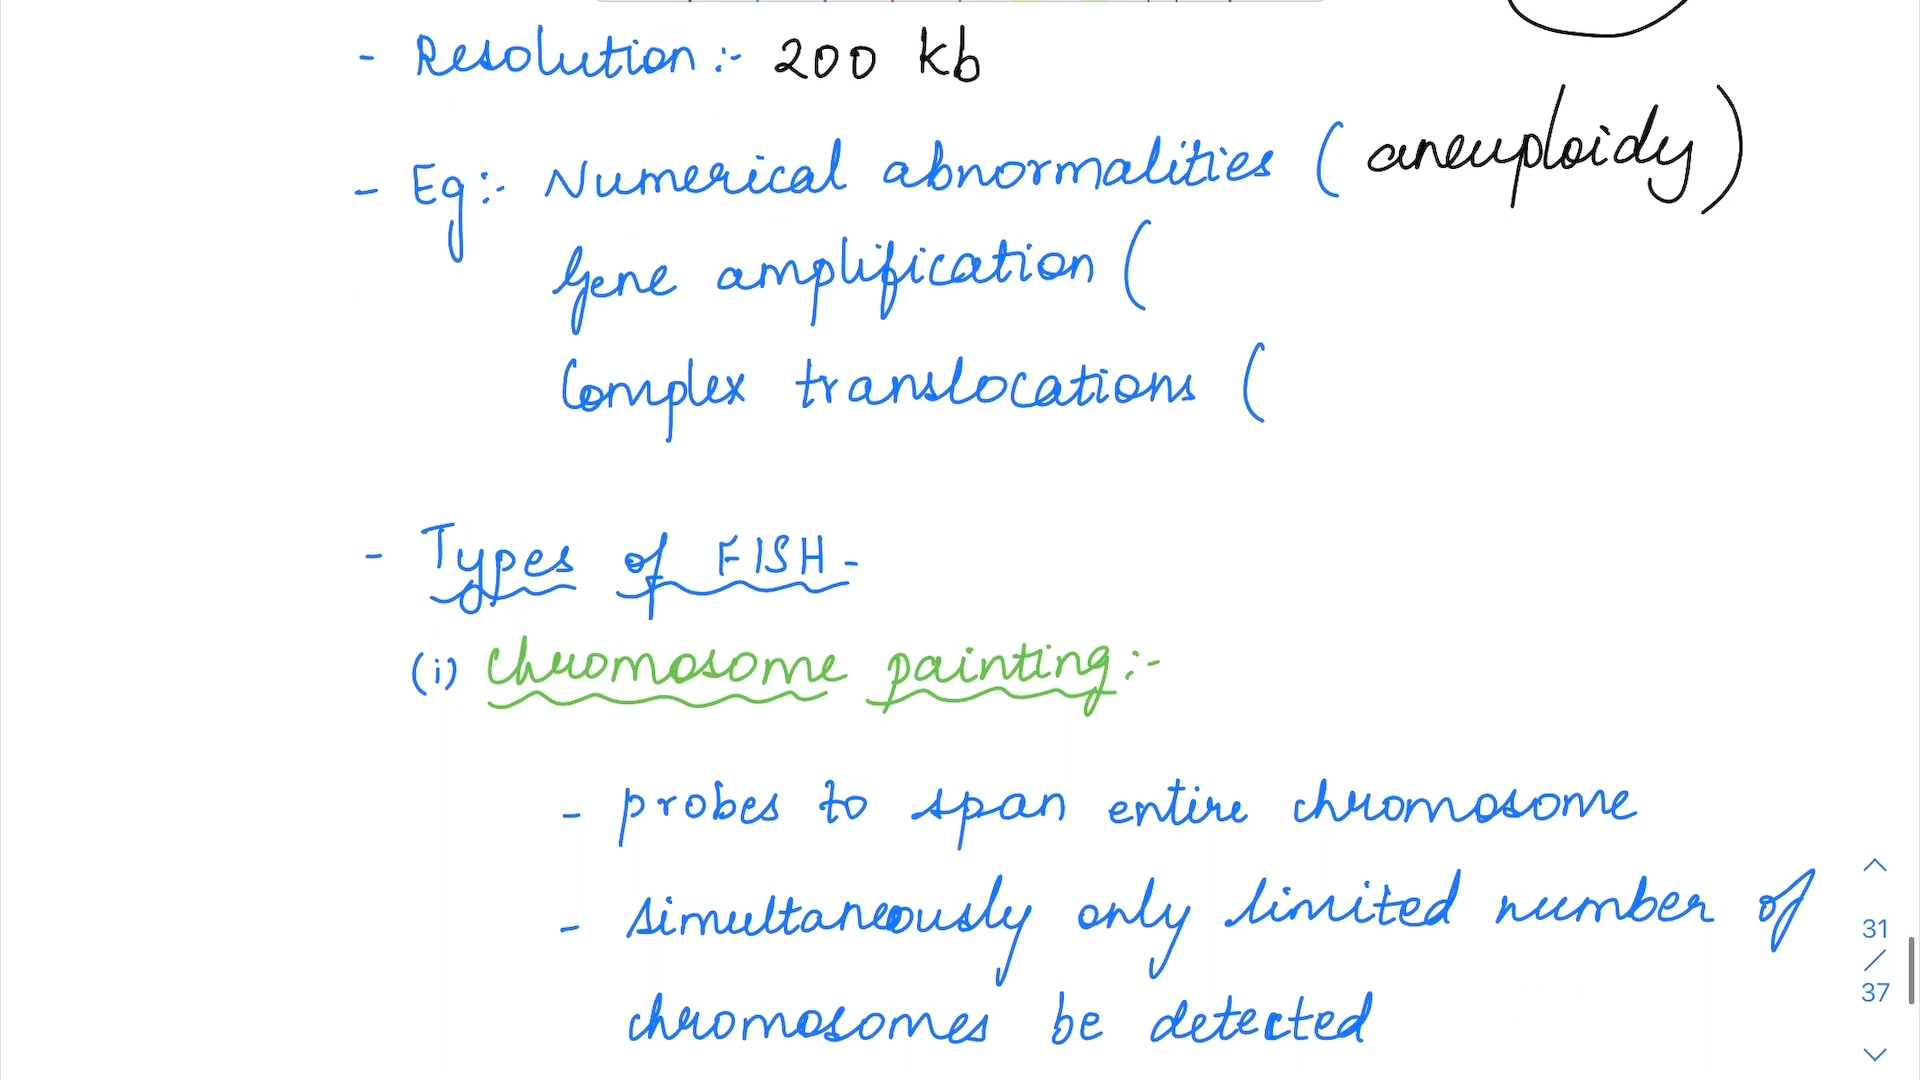 - Resolution :- 200 kb
- Eg:- Numerical abnormalities (aneuploidy)
Gene amplification (
Complex translocations (
- Types of FISH -
(i) Chromosome painting :-
- probes to span entire chromosome
- simultaneously only limited number of
chromosomes be detected
31
/
37